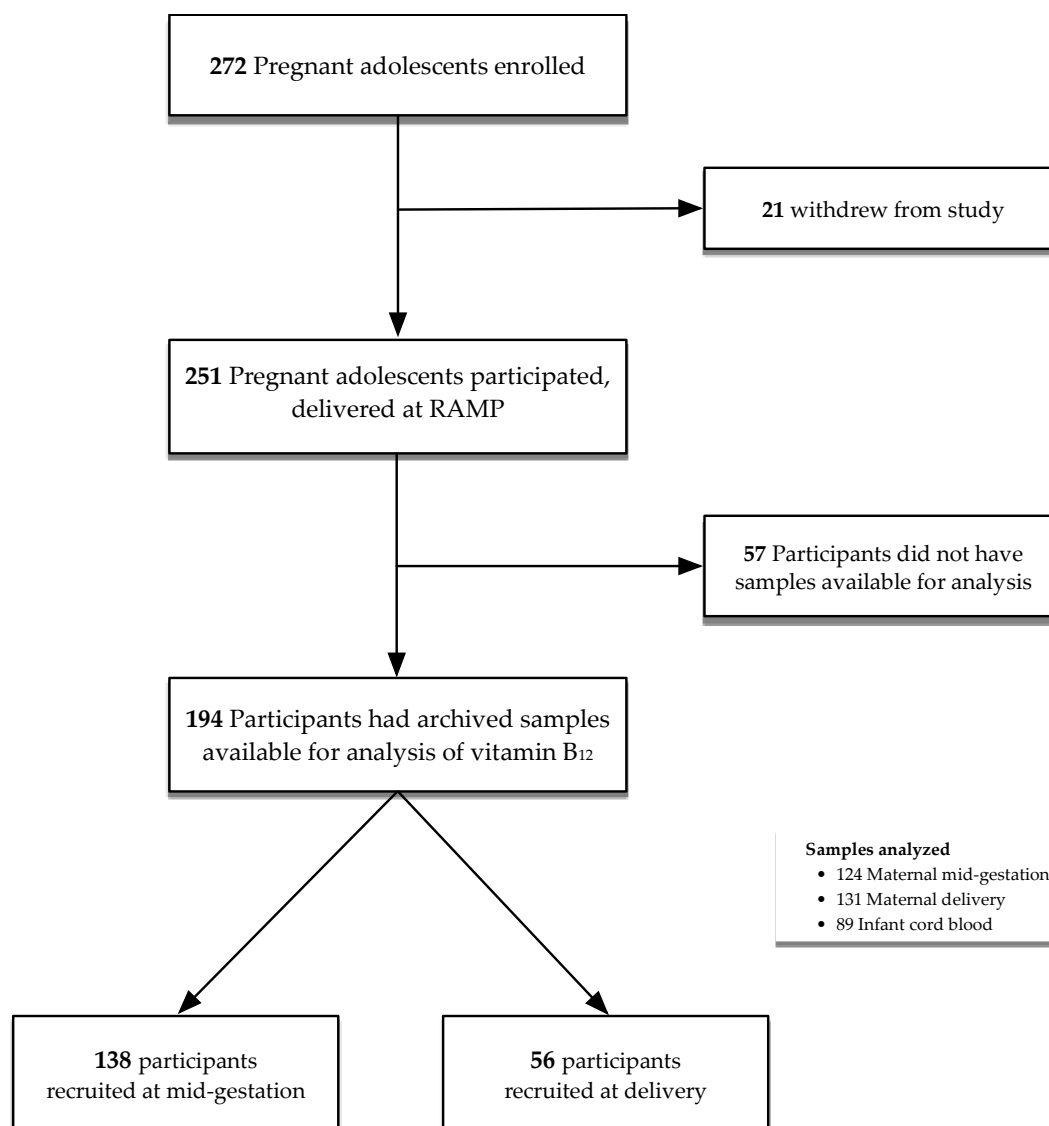 272 Pregnant adolescents enrolled
21 withdrew from study
251 Pregnant adolescents participated,
delivered at RAMP
57 Participants did not have
samples available for analysis
194 Participants had archived samples
available for analysis of vitamin B₁₂
Samples analyzed
• 124 Maternal mid-gestation
• 131 Maternal delivery
• 89 Infant cord blood
138 participants
recruited at mid-gestation
56 participants
recruited at delivery